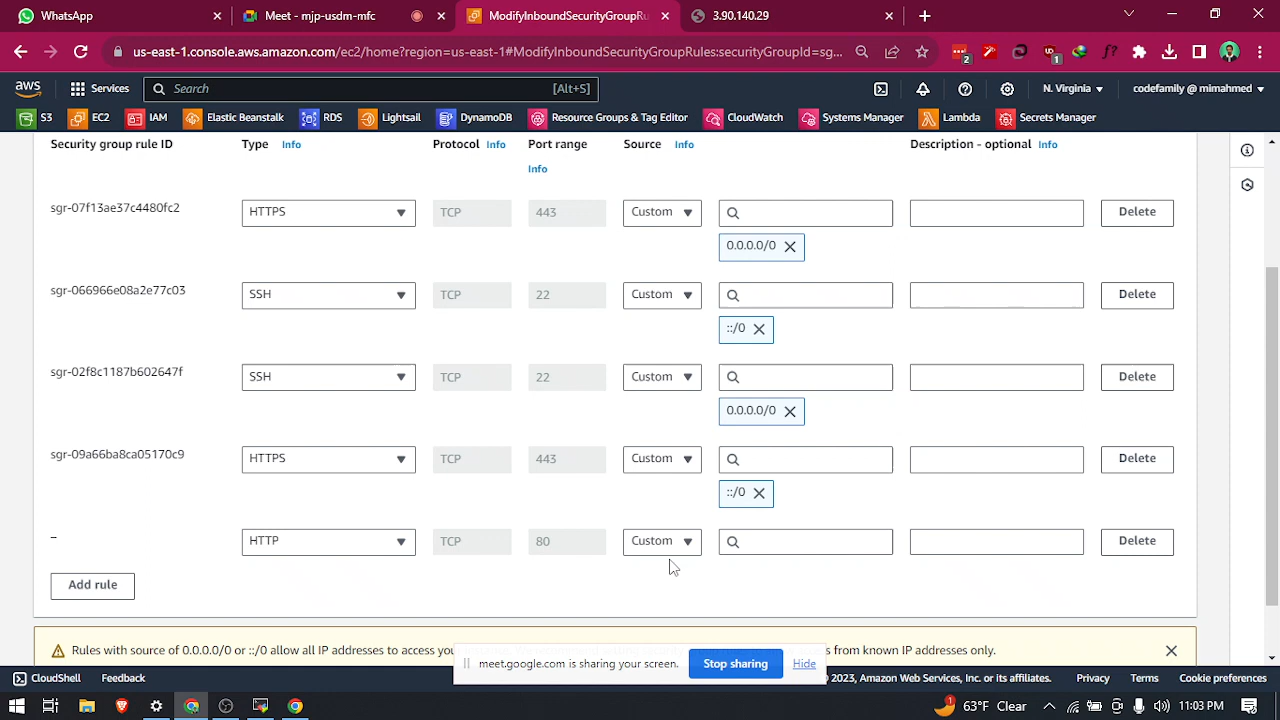 WhatsApp
Meet - mjp-usdm-mfc
ModifyInboundSecurityGroupRu
3.90.140.29
us-east-1.console.aws.amazon.com/ec2/home?region=us-east-1#ModifyInboundSecurityGroupRules:securityGroupId=sg...
2
1
f?
aws
Services
Search
[Alt+S]
N. Virginia
codefamily @ mimahmed
S3
EC2
IAM
Elastic Beanstalk
RDS
Lightsail
DynamoDB
Resource Groups & Tag Editor
CloudWatch
Systems Manager
Lambda
Secrets Manager
Security group rule ID
Type Info
Protocol Info
Port range
Info
Source Info
Description - optional Info
sgr-07f13ae37c4480fc2
HTTPS
TCP
443
Custom
Delete
0.0.0.0/0
sgr-066966e08a2e77c03
SSH
TCP
22
Custom
Delete
::/0
sgr-02f8c1187b602647f
SSH
TCP
22
Custom
Delete
0.0.0.0/0
sgr-09a66ba8ca05170c9
HTTPS
TCP
443
Custom
Delete
::/0
–
HTTP
TCP
80
Custom
Delete
Add rule
Rules with source of 0.0.0.0/0 or ::/0 allow all IP addresses to access you
from known IP addresses only.
meet.google.com is sharing your screen.
Stop sharing
Hide
CloudShell
Feedback
2023, Amazon Web Services, Inc. or its affiliates.
Privacy
Terms
Cookie preferences
1
63°F Clear
11:03 PM